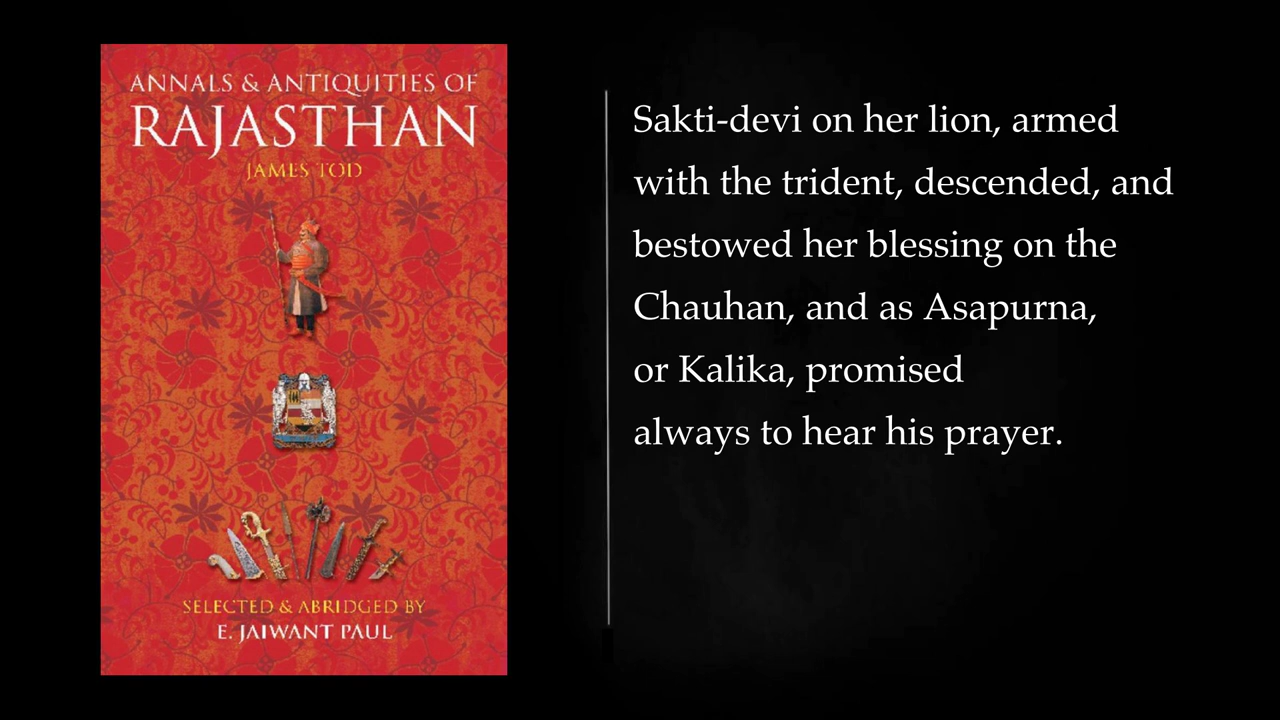 ANNALS & ANTIQUITIES OF
RAJASTHAN
JAMES TOD
SELECTED & ABRIDGED BY
E. JAIWANT PAUL
Sakti-devi on her lion, armed
with the trident, descended, and
bestowed her blessing on the
Chauhan, and as Asapurna,
or Kalika, promised
always to hear his prayer.